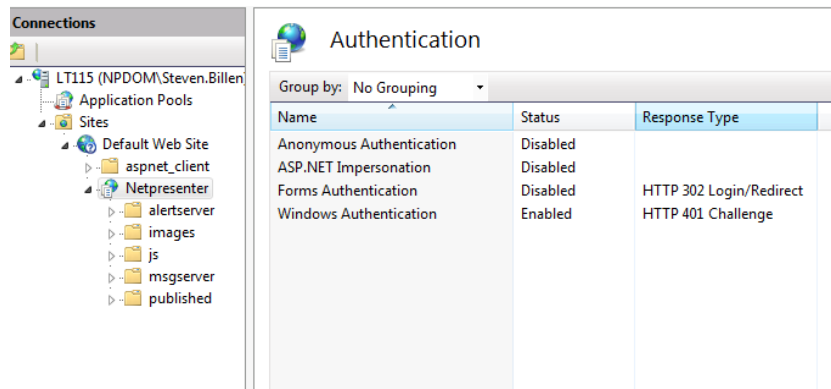 Connections
LT115 (NPDOM\Steven.Billen
Application Pools
Sites
Default Web Site
aspnet_client
Netpresenter
alertserver
images
js
msgserver
published
Authentication
Group by: No Grouping
Name Status Response Type
Anonymous Authentication Disabled
ASP.NET Impersonation Disabled
Forms Authentication Disabled HTTP 302 Login/Redirect
Windows Authentication Enabled HTTP 401 Challenge